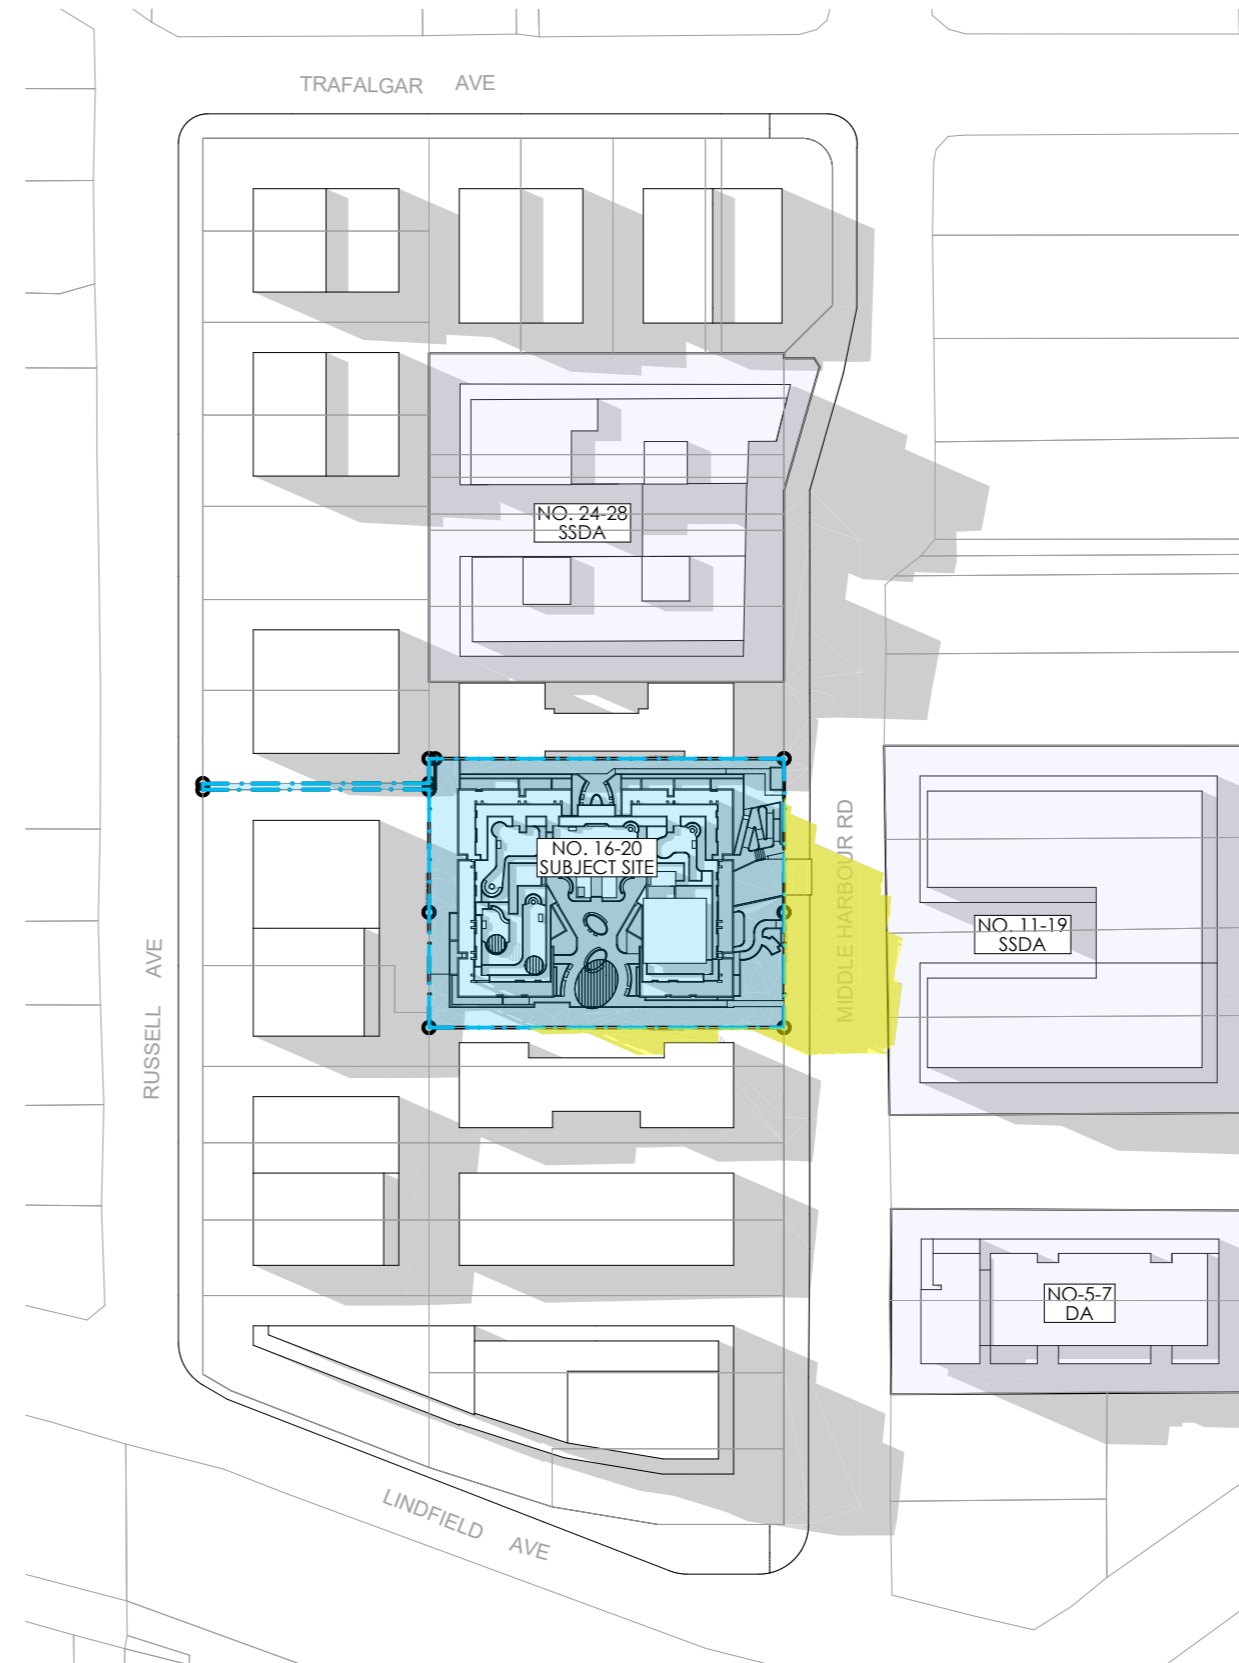 TRAFALGAR AVE
NO. 24-28
SSDA
MIDDLE HARBOUR RD
NO. 16-20
SUBJECT SITE
NO. 11-19
SSDA
RUSSELL AVE
NO-5-7
DA
LINDFIELD AVE